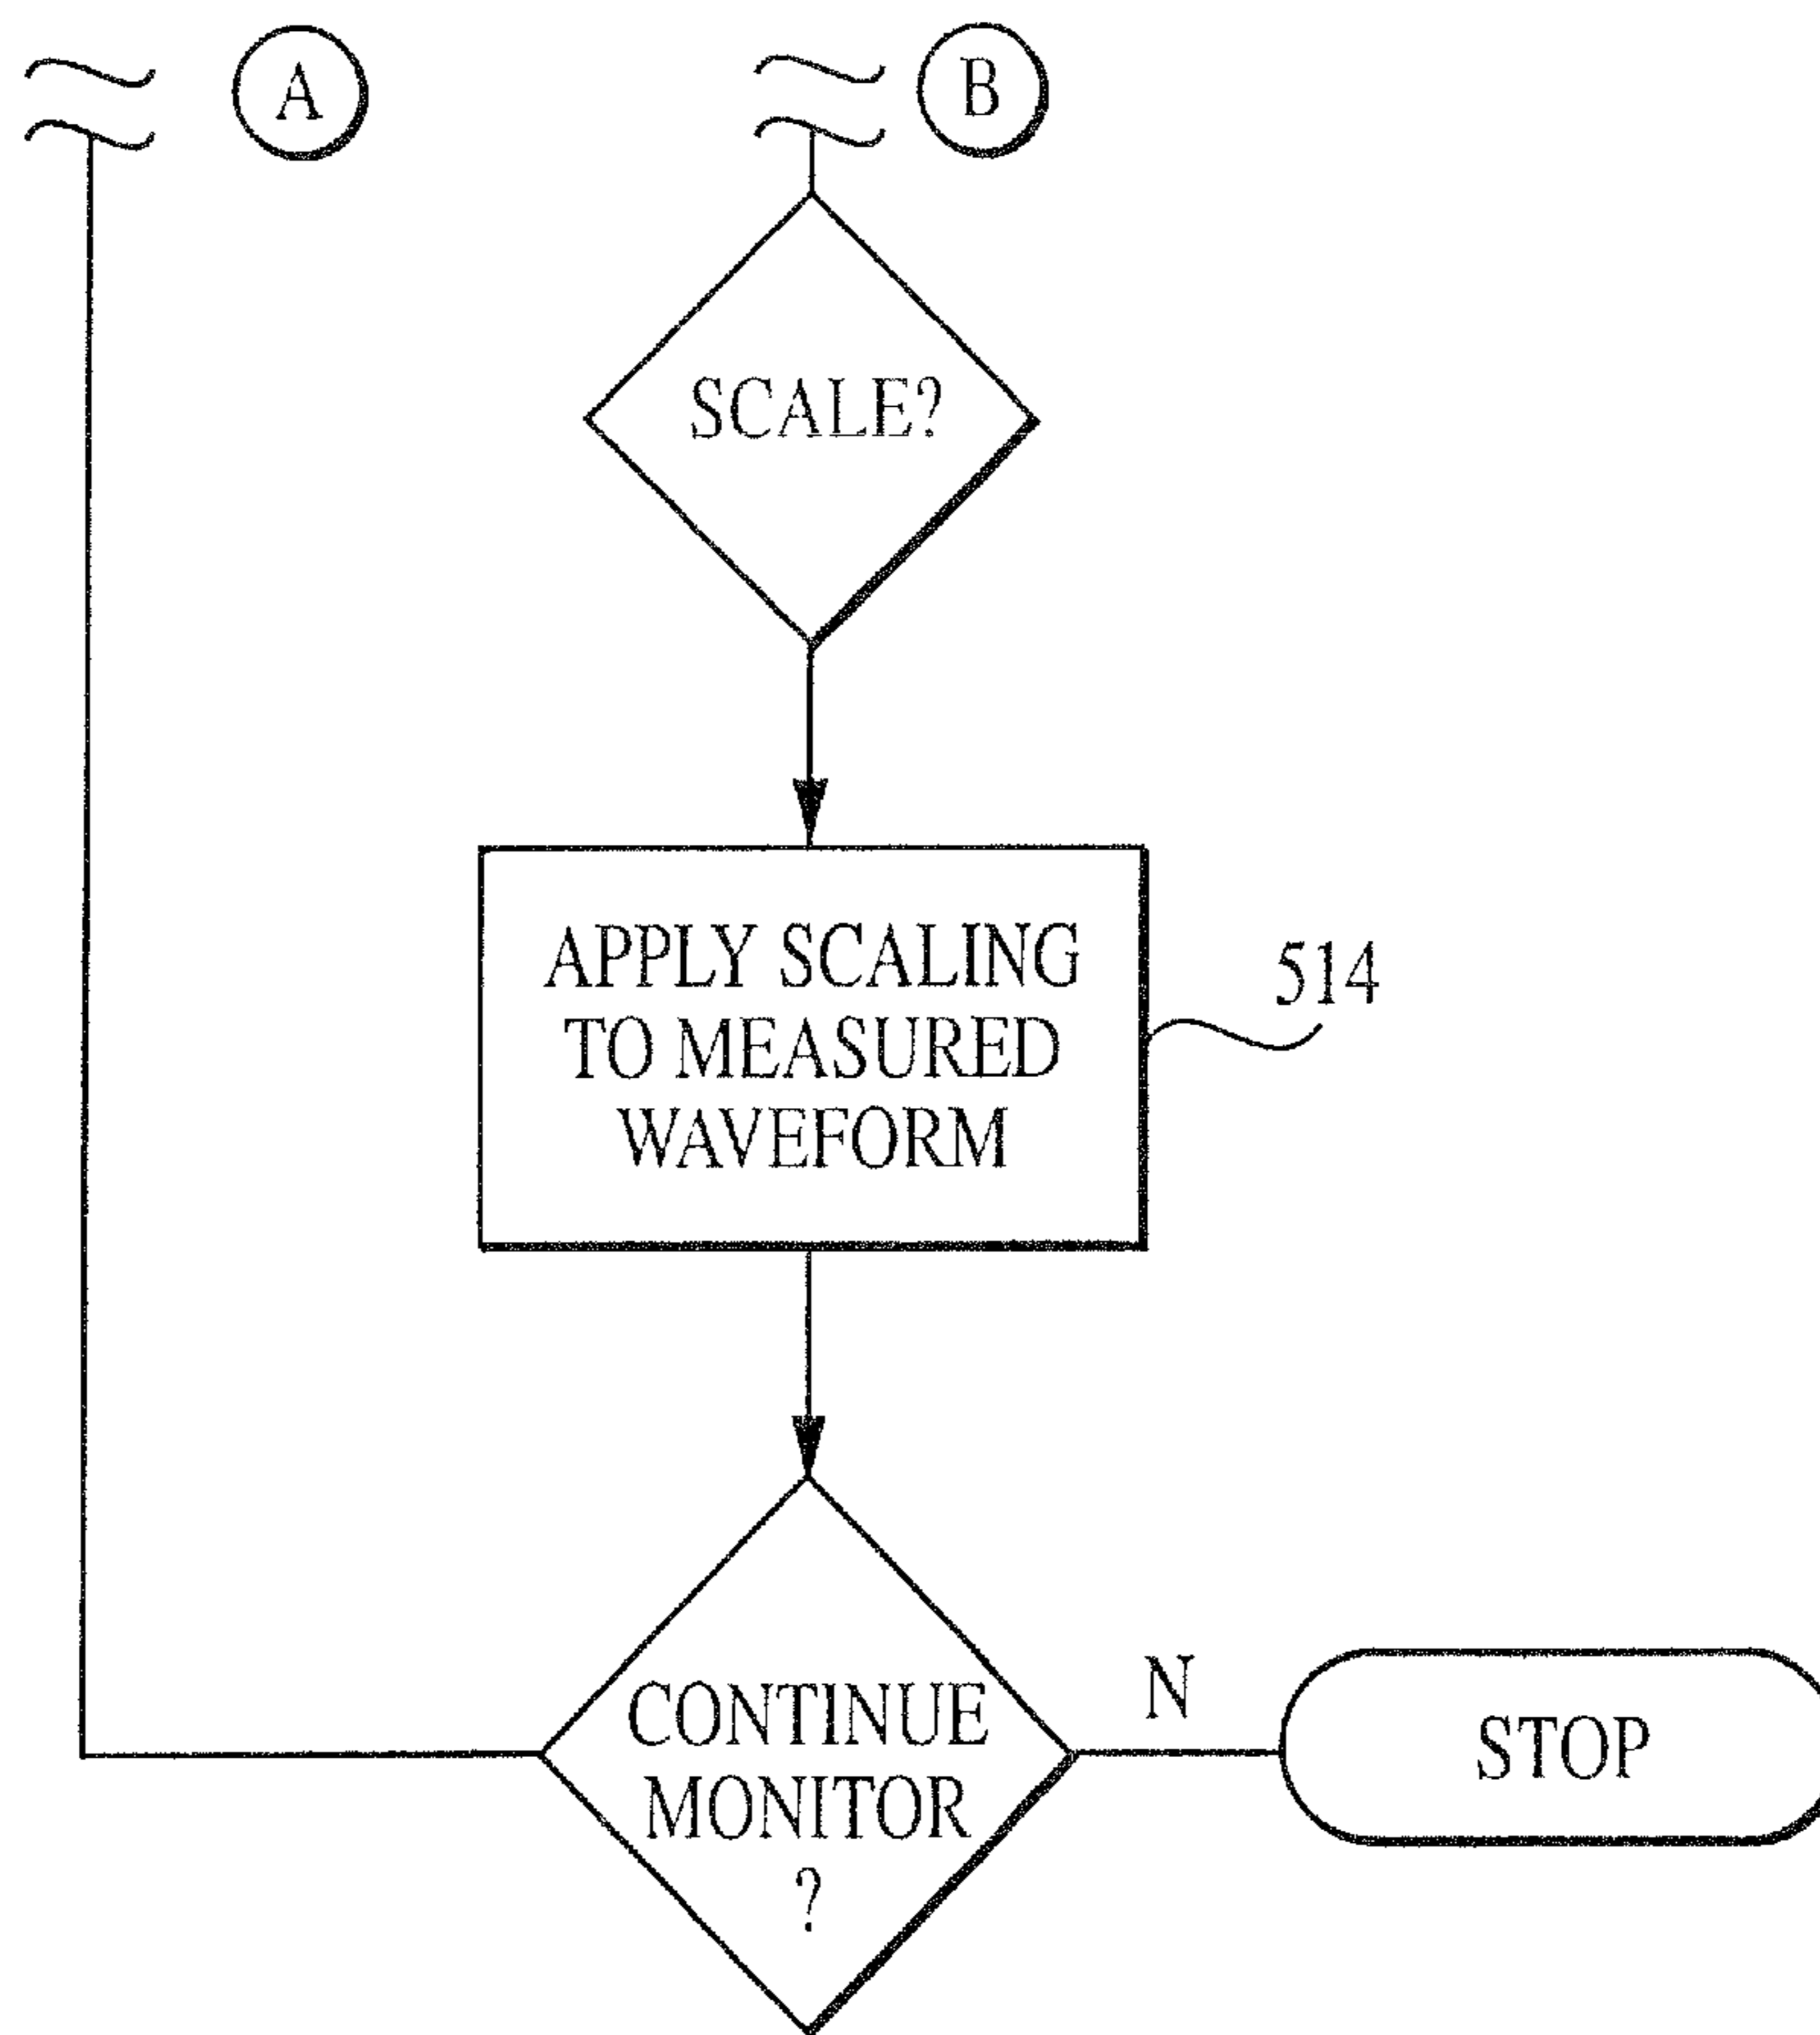 A
B
SCALE?
APPLY SCALING
TO MEASURED
WAVEFORM
514
CONTINUE
MONITOR
?
N
STOP